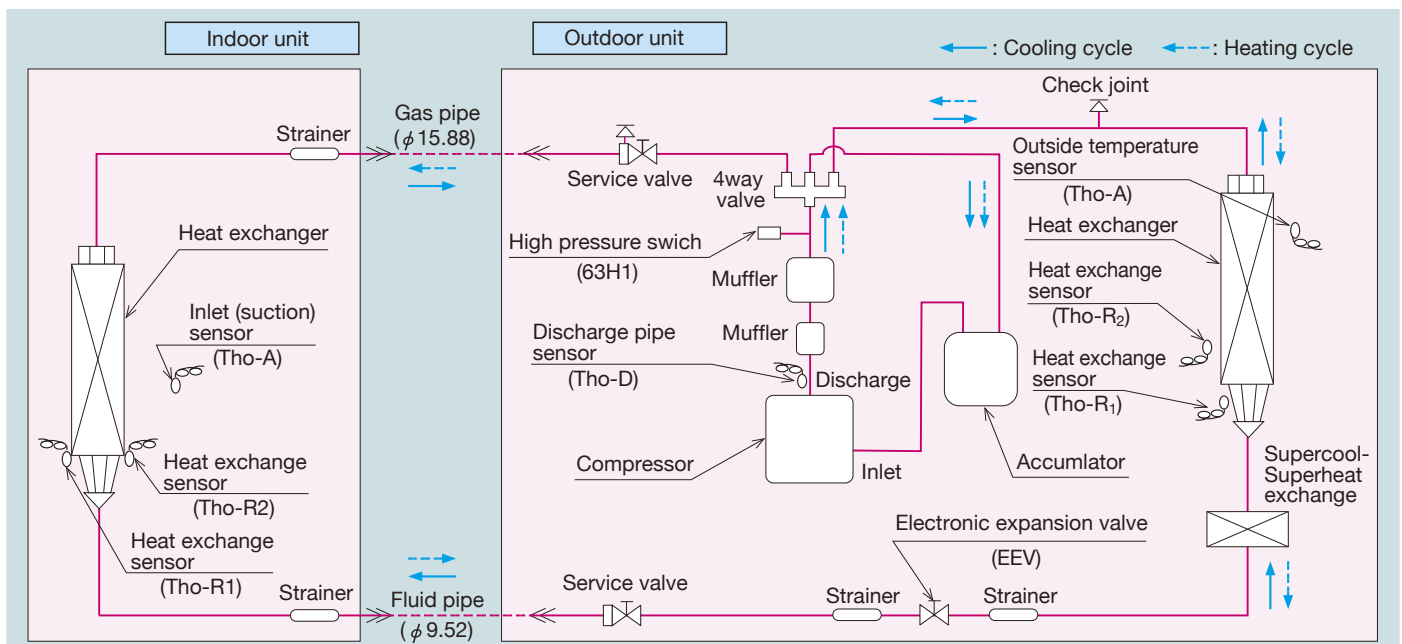 Indoor unit
Outdoor unit
: Cooling cycle
: Heating cycle
Strainer
Gas pipe
(φ15.88)
Service valve
4way
valve
Check joint
Outside temperature
sensor
(Tho-A)
Heat exchanger
Heat exchanger
High pressure swich
(63H1)
Muffler
Heat exchange
sensor
(Tho-R₂)
Inlet (suction)
sensor
(Tho-A)
Muffler
Discharge pipe
sensor
(Tho-D)
Discharge
Heat exchange
sensor
(Tho-R₁)
Compressor
Inlet
Accumlator
Supercool-
Superheat
exchange
Heat exchange
sensor
(Tho-R2)
Heat exchange
sensor
(Tho-R1)
Electronic expansion valve
(EEV)
Strainer
Fluid pipe
(φ9.52)
Service valve
Strainer
Strainer